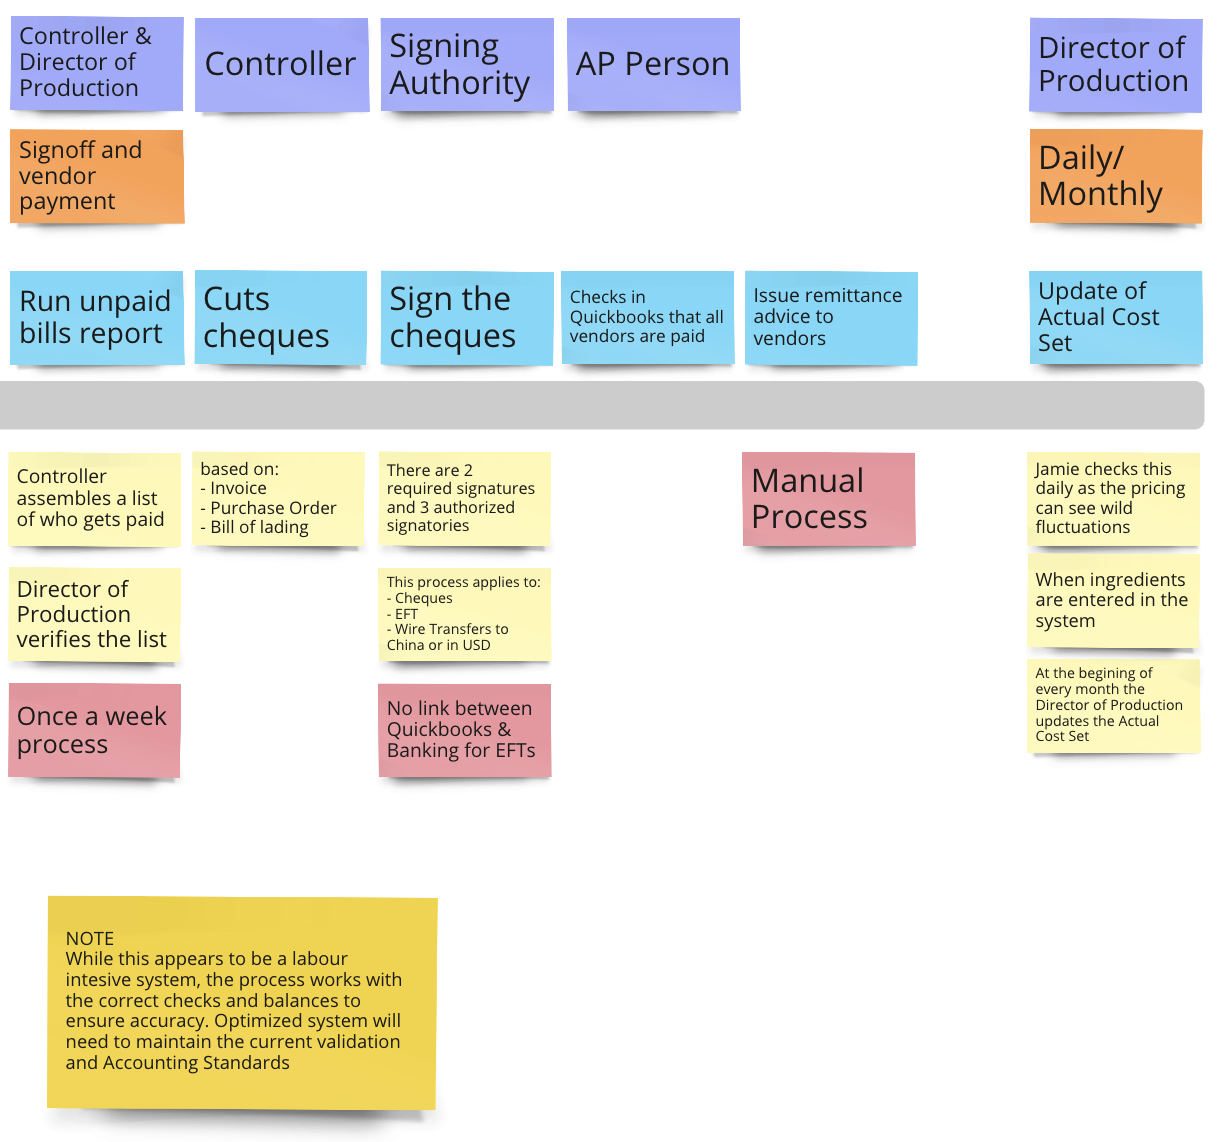 Controller &
Director of
Production
Controller
Signing
Authority
AP Person
Director of
Production
Signoff and
vendor
payment
Daily/
Monthly
Run unpaid
bills report
Cuts
cheques
Sign the
cheques
Checks in
Quickbooks that all
vendors are paid
Issue remittance
advice to
vendors
Update of
Actual Cost
Set
Controller
assembles a list
of who gets paid
based on:
- Invoice
- Purchase Order
- Bill of lading
There are 2
required signatures
and 3 authorized
signatories
Manual
Process
Jamie checks this
daily as the pricing
can see wild
fluctuations
Director of
Production
verifies the list
This process applies to:
- Cheques
- EFT
- Wire Transfers to
China or in USD
When ingredients
are entered in the
system
Once a week
process
No link between
Quickbooks &
Banking for EFTs
At the begining of
every month the
Director of Production
updates the Actual
Cost Set
NOTE
While this appears to be a labour
intesive system, the process works with
the correct checks and balances to
ensure accuracy. Optimized system will
need to maintain the current validation
and Accounting Standards